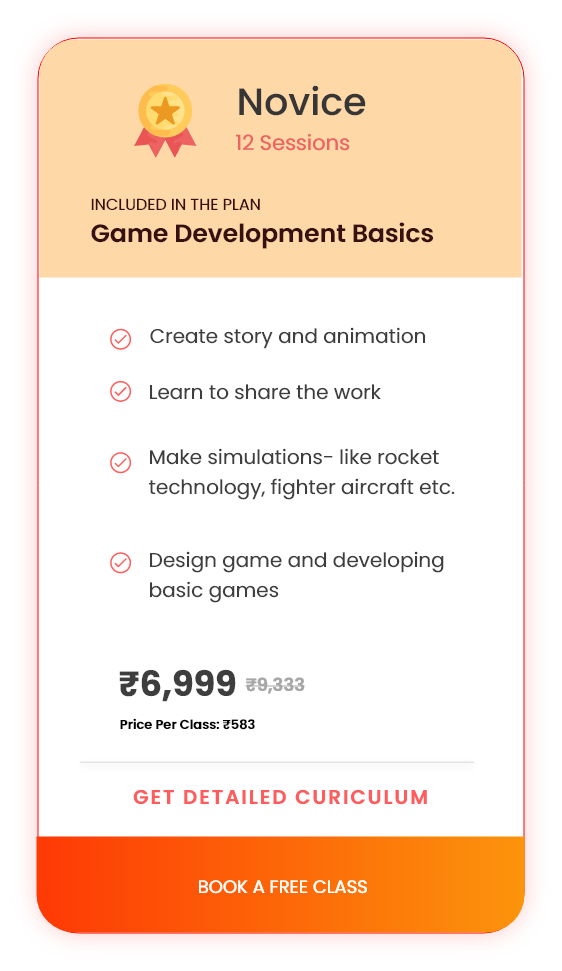 Novice
12 Sessions
INCLUDED IN THE PLAN
Game Development Basics
Create story and animation
Learn to share the work
Make simulations- like rocket
technology, fighter aircraft etc.
Design game and developing
basic games
₹6,999 ₹9,333
Price Per Class: ₹583
GET DETAILED CURICULUM
BOOK A FREE CLASS